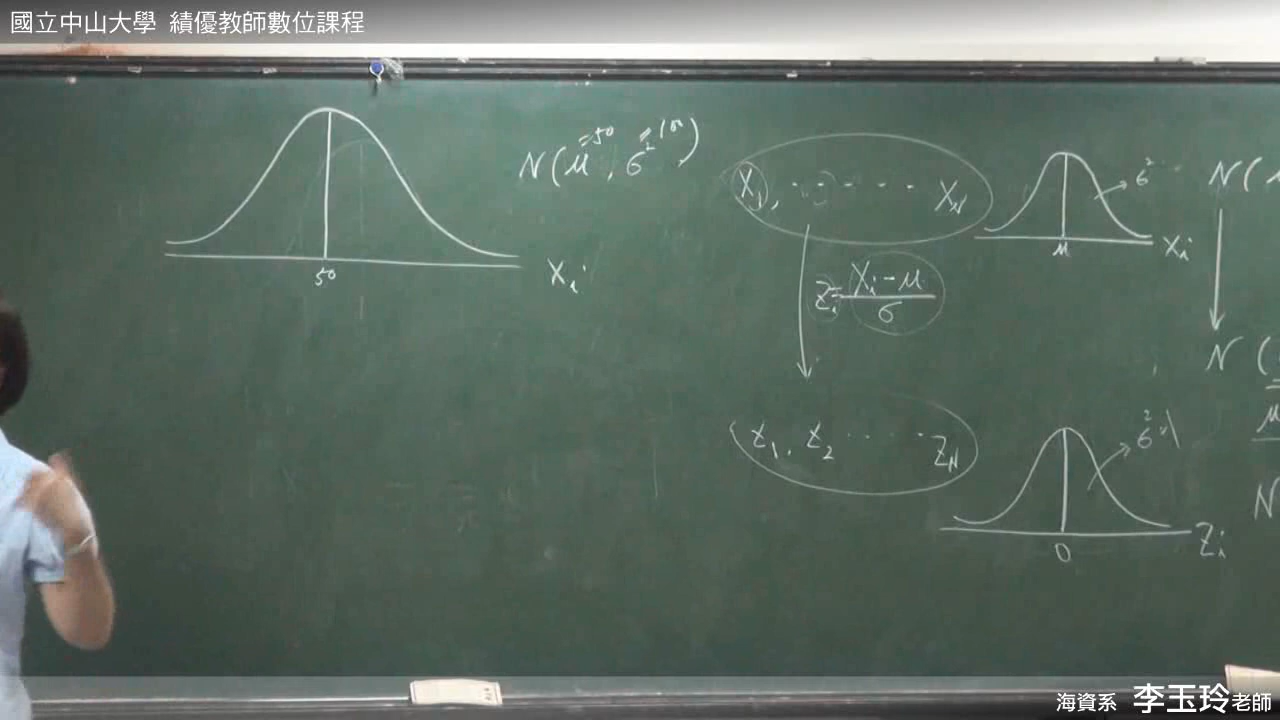 國立中山大學 績優教師數位課程
N(μ=50, σ²=100)
50
Xᵢ
X₁, ····· X_N
Zᵢ = (Xᵢ-μ)/σ
Z₁, Z₂ ···· Z_N
σ²
μ
Xᵢ
σ²=1
0
Zᵢ
N(
N(
μ
N
海資系 李玉玲老師